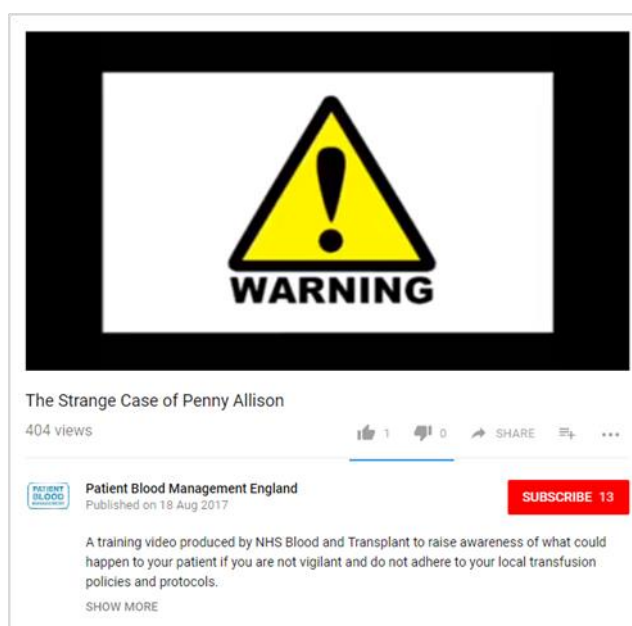 WARNING
The Strange Case of Penny Allison
404 views
1
0
SHARE
PATIENT
BLOOD
MANAGEMENT
Patient Blood Management England
Published on 18 Aug 2017
SUBSCRIBE 13
A training video produced by NHS Blood and Transplant to raise awareness of what could
happen to your patient if you are not vigilant and do not adhere to your local transfusion
policies and protocols.
SHOW MORE